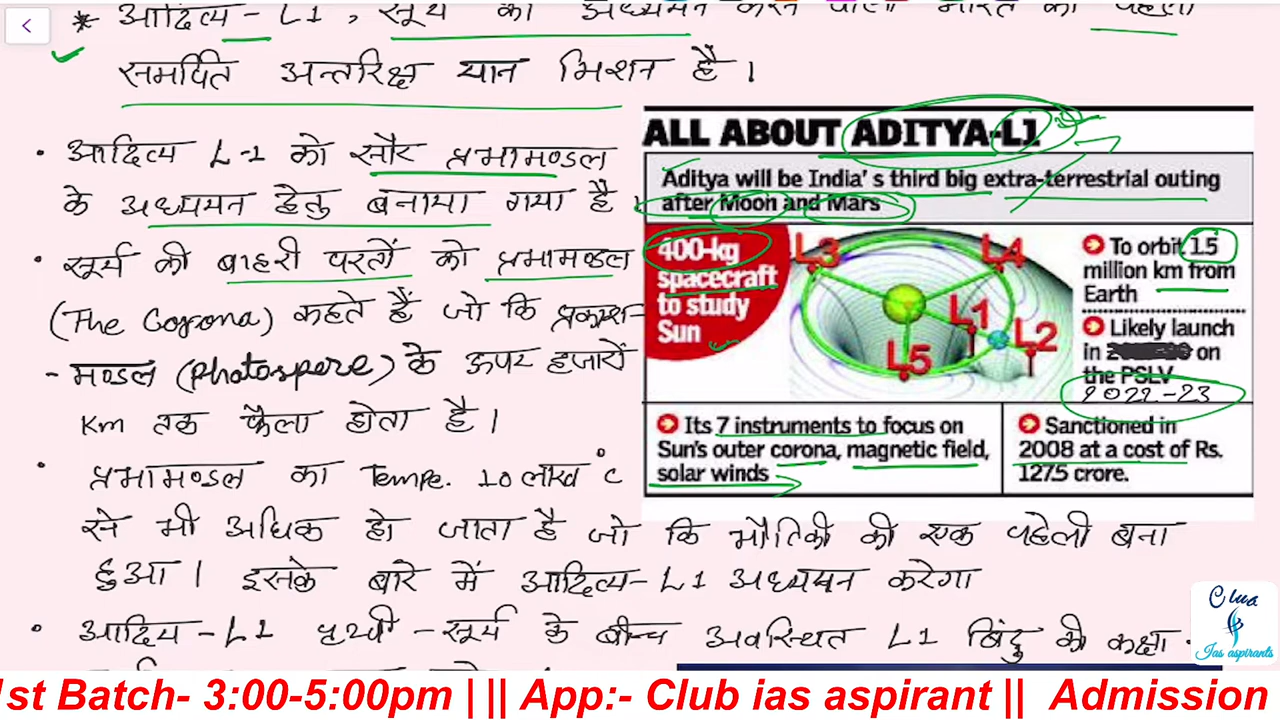 * आदित्य-L1, सूर्य का अध्ययन करने वाला भारत का पहला
समर्पित अन्तरिक्ष यान मिशन है।
• आदित्य L-1 को सौर प्रभामण्डल
के अध्ययन हेतु बनाया गया है।
• सूर्य की बाहरी परतों को प्रभामण्डल
(The Corona) कहते हैं जो कि प्रकाश-
- मण्डल (Photospere) के ऊपर हजारों
Km तक फैला होता है।
• प्रभामण्डल का Tempe. 10 लाख °C
से भी अधिक हो जाता है जो कि भौतिकी की एक पहेली बना
हुआ। इसके बारे में आदित्य-L1 अध्ययन करेगा
• आदित्य-L1 पृथ्वी-सूर्य के बीच अवस्थित L1 बिंदु की कक्षा
ALL ABOUT ADITYA-L1
Aditya will be India's third big extra-terrestrial outing
after Moon and Mars
400-kg
spacecraft
to study
Sun
L3
L4
L1
L2
L5
To orbit 1.5
million km from
Earth
Likely launch
in on
the PSLV
2022-23
Its 7 instruments to focus on
Sun's outer corona, magnetic field,
solar winds
Sanctioned in
2008 at a cost of Rs.
127.5 crore.
Club
Ias aspirants
1st Batch- 3:00-5:00pm | || App:- Club ias aspirant || Admission